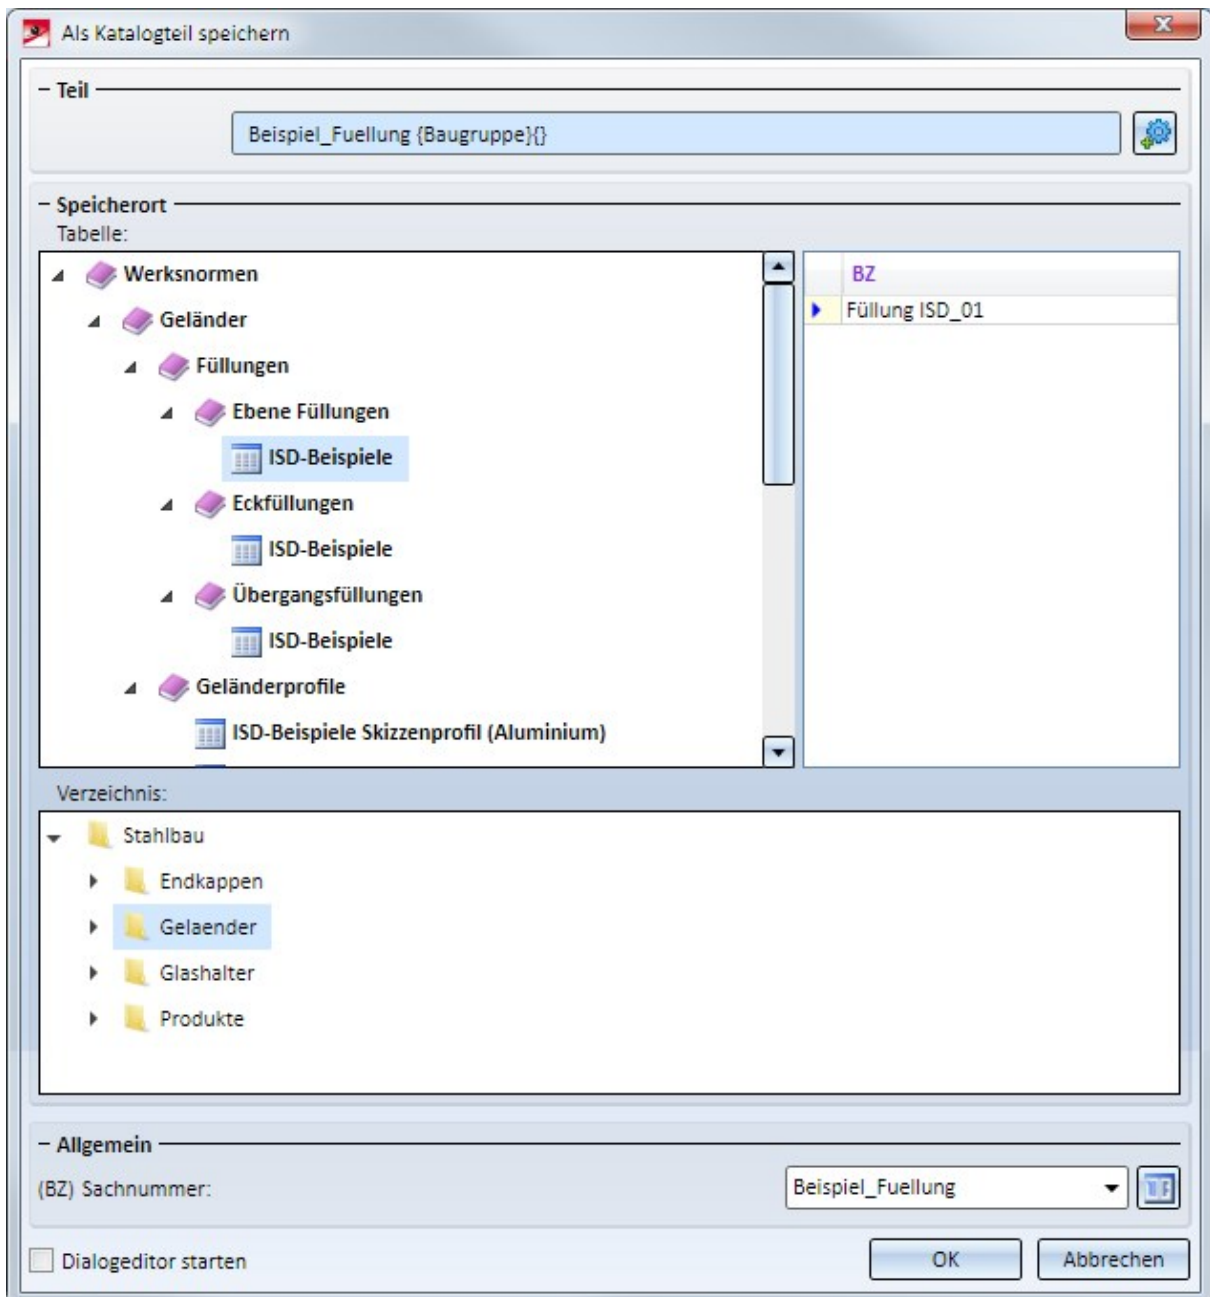 Als Katalogteil speichern
Teil
Beispiel_Fuellung {Baugruppe}{}
Speicherort
Tabelle:
Werksnormen
Geländer
Füllungen
Ebene Füllungen
ISD-Beispiele
Eckfüllungen
ISD-Beispiele
Übergangsfüllungen
ISD-Beispiele
Geländerprofile
ISD-Beispiele Skizzenprofil (Aluminium)
BZ
Füllung ISD_01
Verzeichnis:
Stahlbau
Endkappen
Gelaender
Glashalter
Produkte
Allgemein
(BZ) Sachnummer: Beispiel_Fuellung
Dialogeditor starten OK Abbrechen